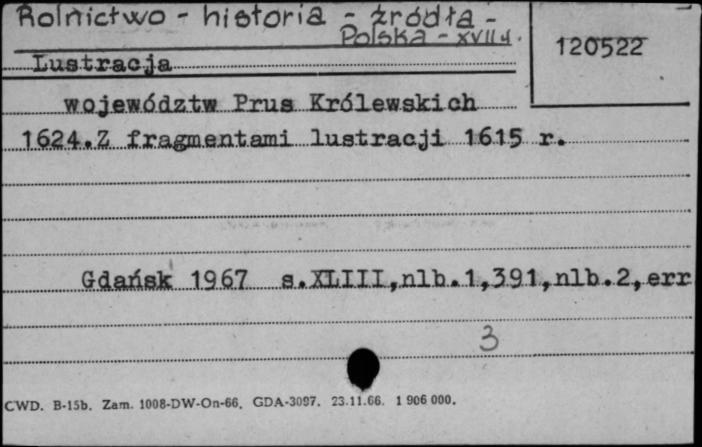 Rolnictwo - historia - źródła -
Polska - XVII w.
120522
Lustracja
województw Prus Królewskich
1624.Z fragmentami lustracji 1615 r.
Gdańsk 1967 s.XLIII,nlb.1,391,nlb.2,err
3
CWD. B-15b. Zam. 1008-DW-On-66. GDA-3097. 23.11.66. 1 906 000.